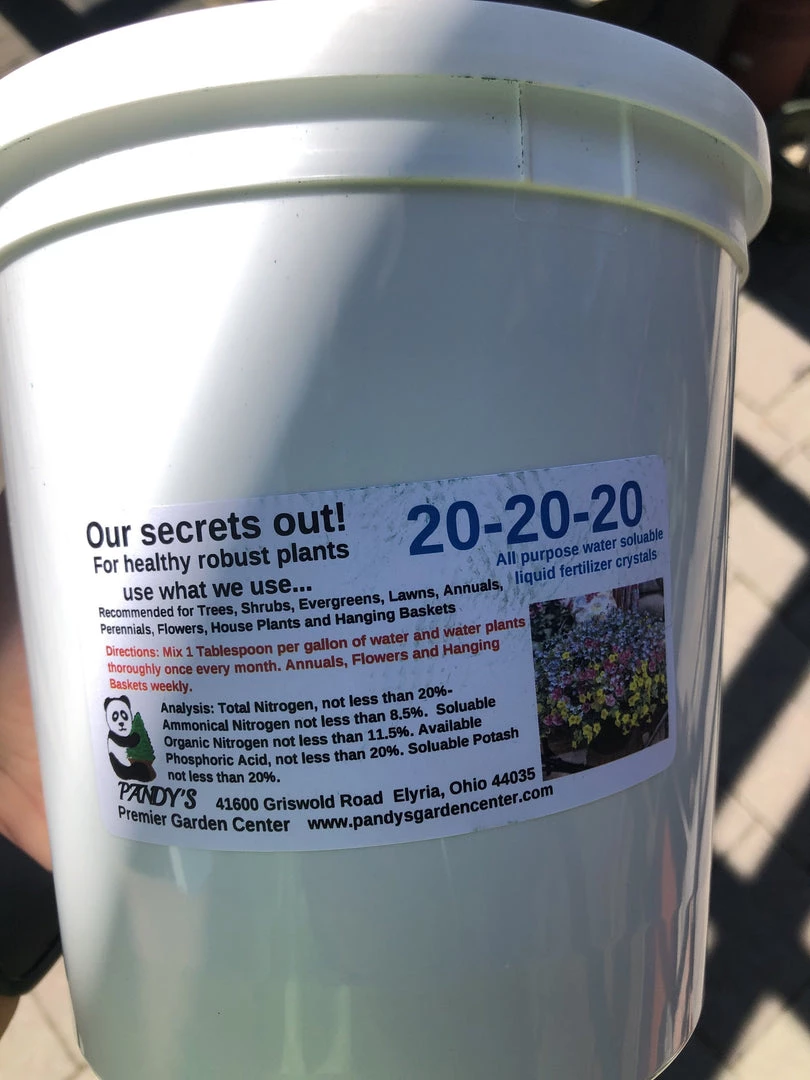 Our secrets out!
For healthy robust plants
use what we use...
20-20-20
All purpose water soluable
liquid fertilizer crystals
Recommended for Trees, Shrubs, Evergreens, Lawns, Annuals,
Perennials, Flowers, House Plants and Hanging Baskets
Directions: Mix 1 Tablespoon per gallon of water and water plants
thoroughly once every month. Annuals, Flowers and Hanging
Baskets weekly.
Analysis: Total Nitrogen, not less than 20%-
Ammonical Nitrogen not less than 8.5%. Soluable
Organic Nitrogen not less than 11.5%. Available
Phosphoric Acid, not less than 20%. Soluable Potash
not less than 20%.
PANDY'S 41600 Griswold Road Elyria, Ohio 44035
Premier Garden Center www.pandysgardencenter.com